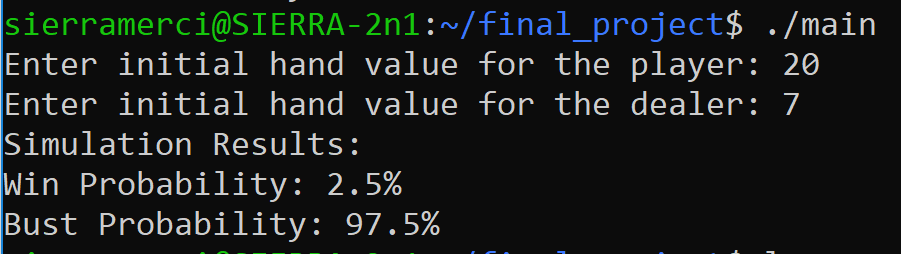 sierramerci@SIERRA-2n1:~/final_project$ ./main
Enter initial hand value for the player: 20
Enter initial hand value for the dealer: 7
Simulation Results:
Win Probability: 2.5%
Bust Probability: 97.5%